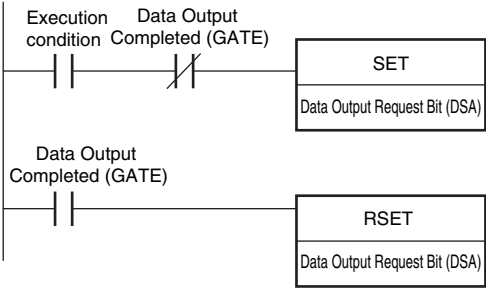 Execution
condition
Data Output
Completed (GATE)
SET
Data Output Request Bit (DSA)
Data Output
Completed (GATE)
RSET
Data Output Request Bit (DSA)